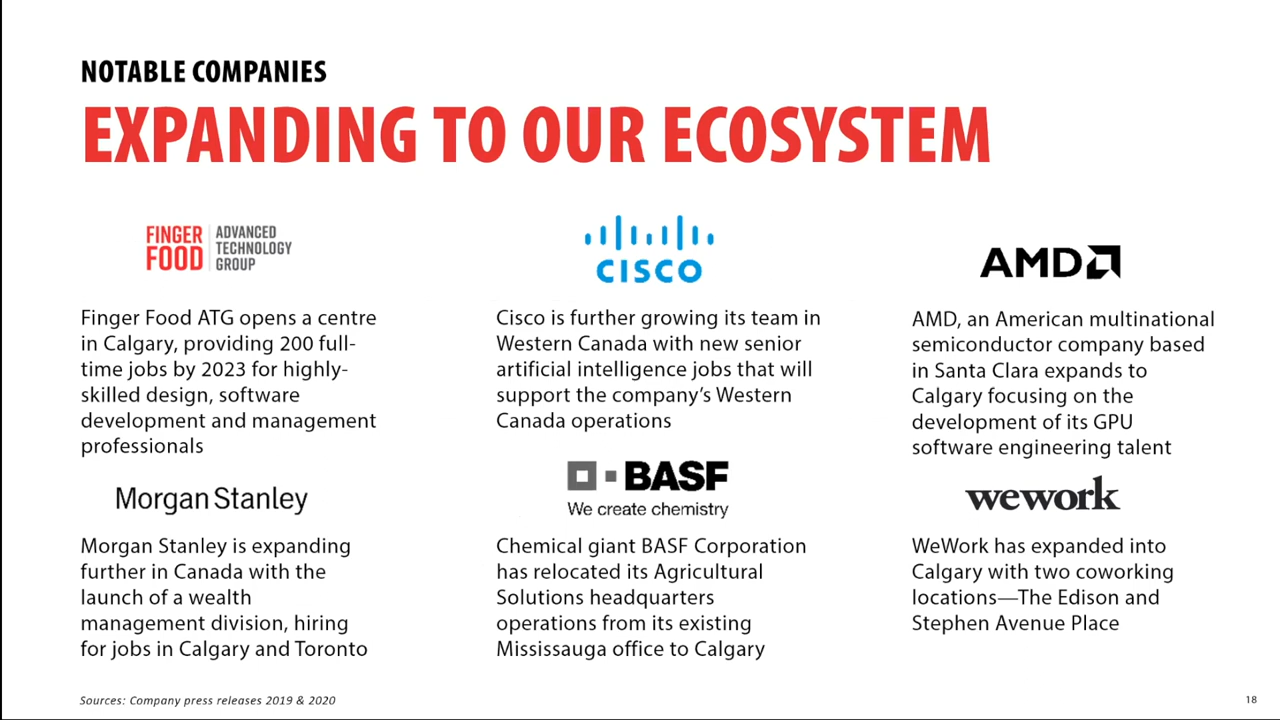 NOTABLE COMPANIES
EXPANDING TO OUR ECOSYSTEM
FINGER
FOOD
ADVANCED
TECHNOLOGY
GROUP
Finger Food ATG opens a centre
in Calgary, providing 200 full-
time jobs by 2023 for highly-
skilled design, software
development and management
professionals
CISCO
Cisco is further growing its team in
Western Canada with new senior
artificial intelligence jobs that will
support the company’s Western
Canada operations
AMD
AMD, an American multinational
semiconductor company based
in Santa Clara expands to
Calgary focusing on the
development of its GPU
software engineering talent
Morgan Stanley
Morgan Stanley is expanding
further in Canada with the
launch of a wealth
management division, hiring
for jobs in Calgary and Toronto
BASF
We create chemistry
Chemical giant BASF Corporation
has relocated its Agricultural
Solutions headquarters
operations from its existing
Mississauga office to Calgary
wework
WeWork has expanded into
Calgary with two coworking
locations—The Edison and
Stephen Avenue Place
Sources: Company press releases 2019 & 2020
18